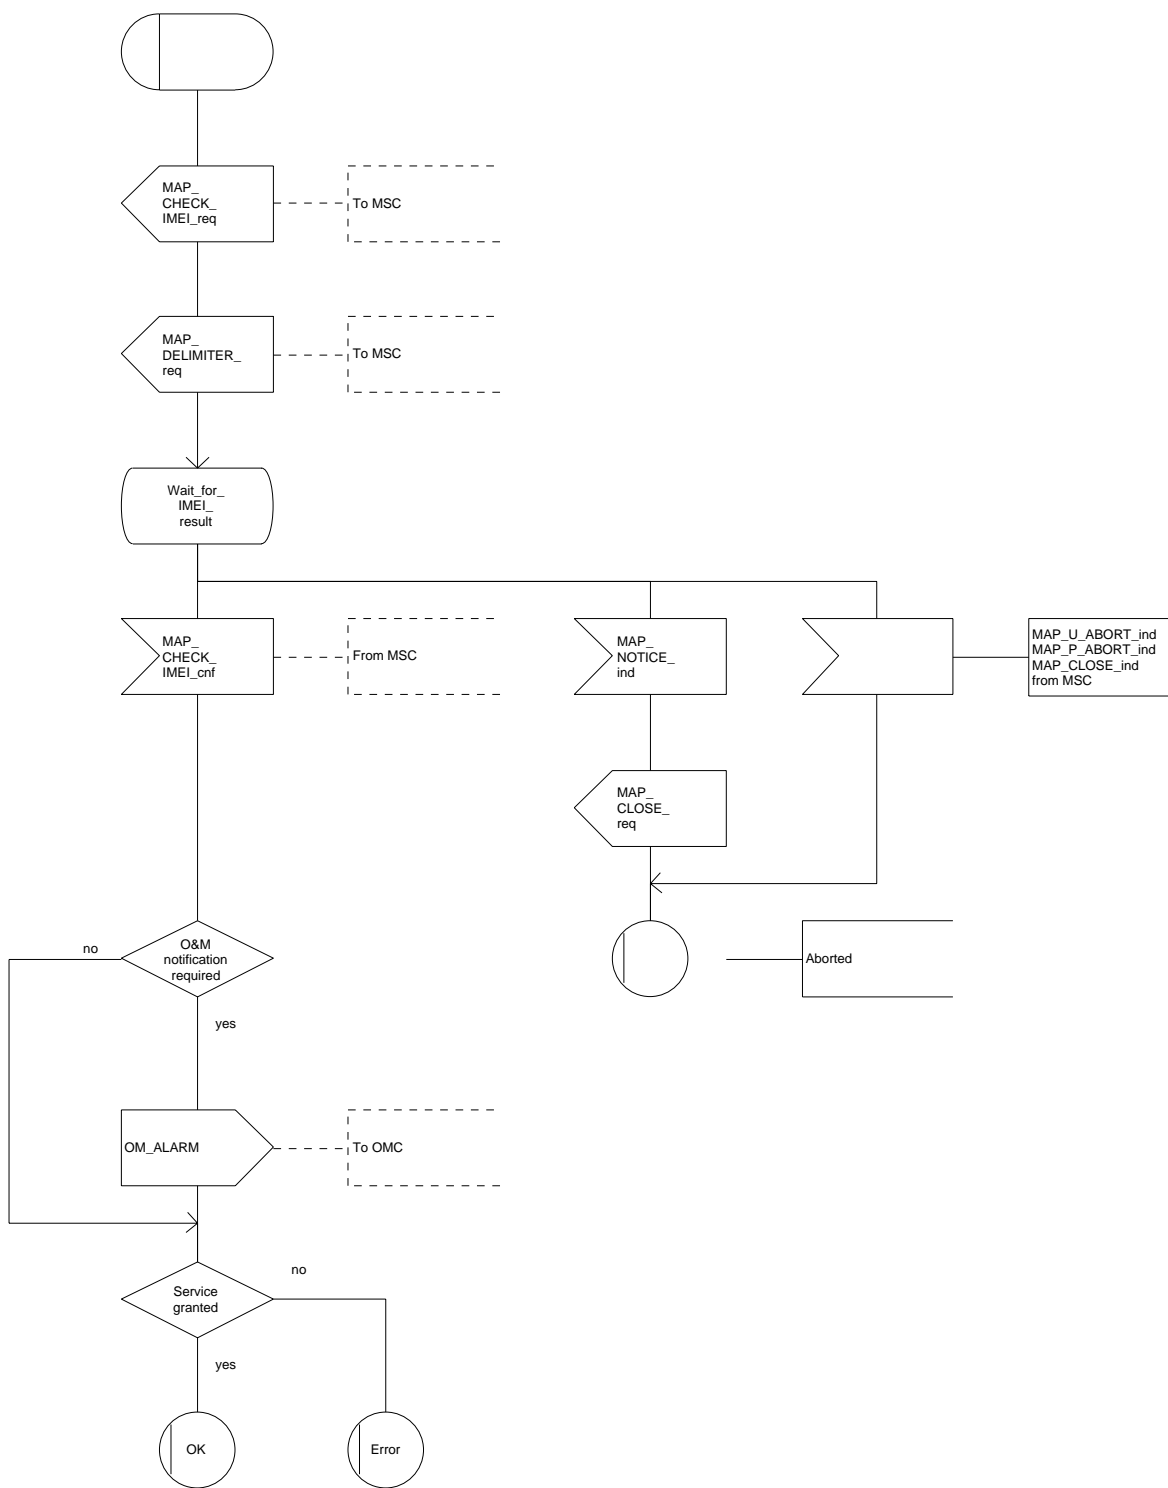 MAP_
CHECK_
IMEI_req
To MSC
MAP_
DELIMITER_
req
To MSC
Wait_for_
IMEI_
result
MAP_
CHECK_
IMEI_cnf
From MSC
MAP_
NOTICE_
ind
MAP_U_ABORT_ind
MAP_P_ABORT_ind
MAP_CLOSE_ind
from MSC
MAP_
CLOSE_
req
no
O&M
notification
required
Aborted
yes
OM_ALARM
To OMC
no
Service
granted
yes
OK
Error